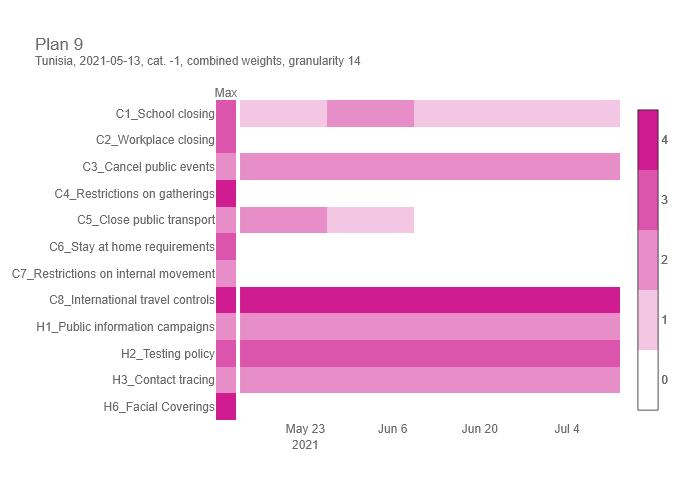 Plan 9
Tunisia, 2021-05-13, cat. -1, combined weights, granularity 14
Max
C1_School closing
C2_Workplace closing
C3_Cancel public events
C4_Restrictions on gatherings
C5_Close public transport
C6_Stay at home requirements
C7_Restrictions on internal movement
C8_International travel controls
H1_Public information campaigns
H2_Testing policy
H3_Contact tracing
H6_Facial Coverings
May 23
2021
Jun 6
Jun 20
Jul 4
4
3
2
1
0